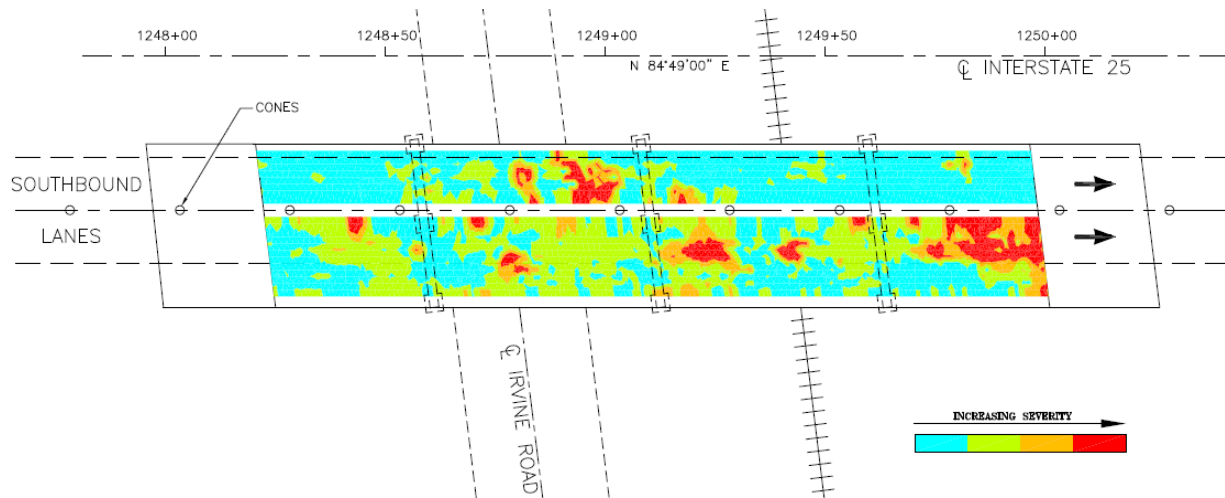 1248+00
1248+50
1249+00
1249+50
1250+00
N 84°49'00" E
℄ INTERSTATE 25
CONES
SOUTHBOUND
LANES
℄ IRVINE ROAD
INCREASING SEVERITY